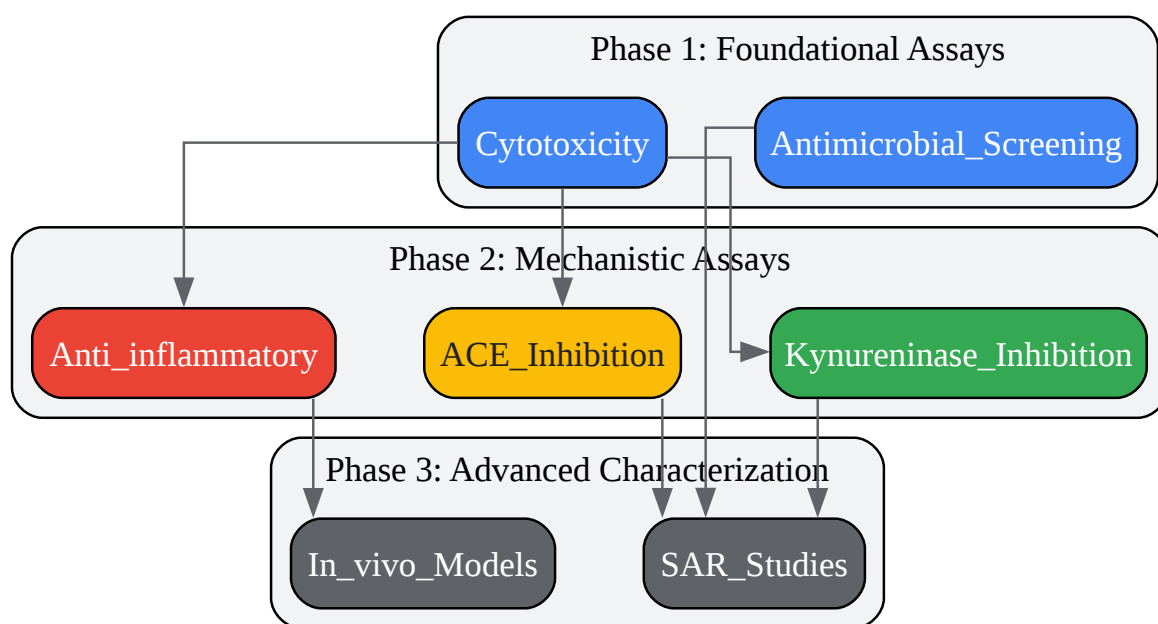 Phase 1: Foundational Assays
Cytotoxicity
Antimicrobial_Screening
Phase 2: Mechanistic Assays
Anti_inflammatory
ACE_Inhibition
Kynureninase_Inhibition
Phase 3: Advanced Characterization
In_vivo_Models
SAR_Studies